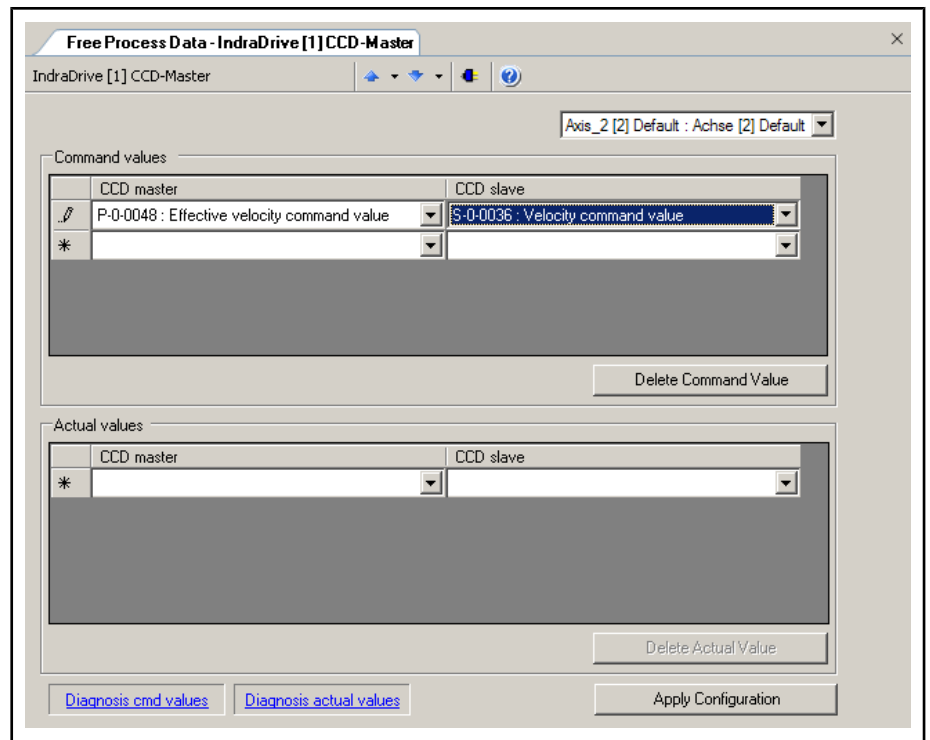 Free Process Data - IndraDrive [1] CCD-Master
IndraDrive [1] CCD-Master
Axis_2 [2] Default : Achse [2] Default
Command values
CCD master CCD slave
P-0-0048 : Effective velocity command value S-0-0036 : Velocity command value
Delete Command Value
Actual values
CCD master CCD slave
Delete Actual Value
Diagnosis cmd values Diagnosis actual values Apply Configuration